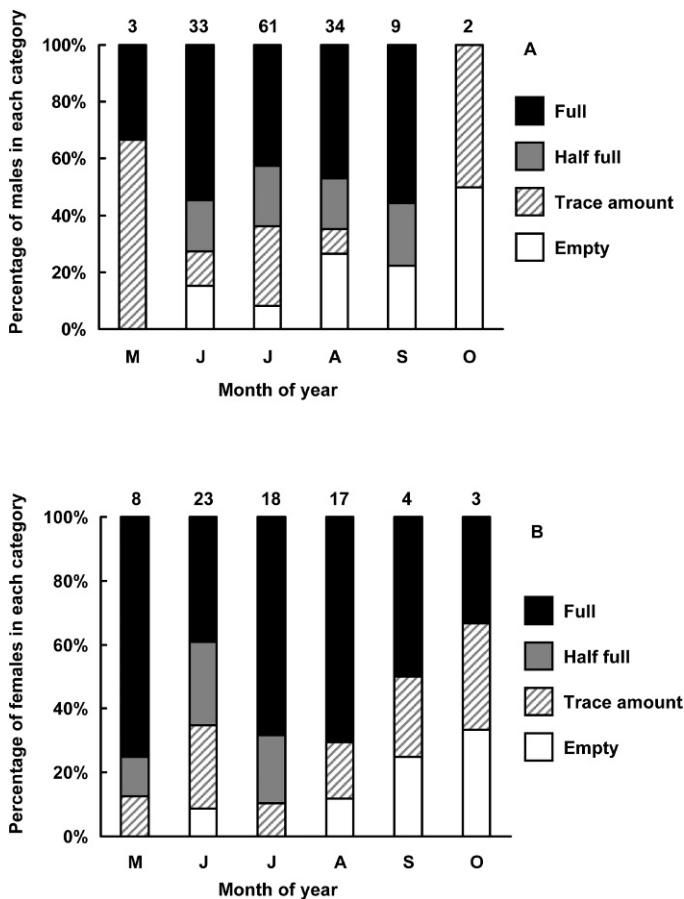 3 33 61 34 9 2
A
100%
80%
60%
40%
20%
0%
Percentage of males in each category
Full
Half full
Trace amount
Empty
M J J A S O
Month of year
8 23 18 17 4 3
B
100%
80%
60%
40%
20%
0%
Percentage of females in each category
Full
Half full
Trace amount
Empty
M J J A S O
Month of year